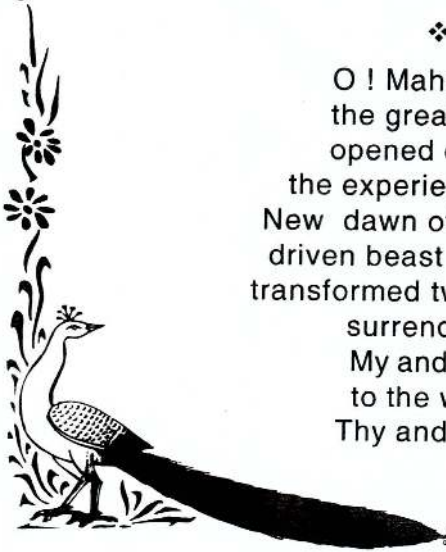 O ! Mah
the grea
opened
the experie
New dawn o
driven beast
transformed tw
surrend
My and
to the w
Thy and